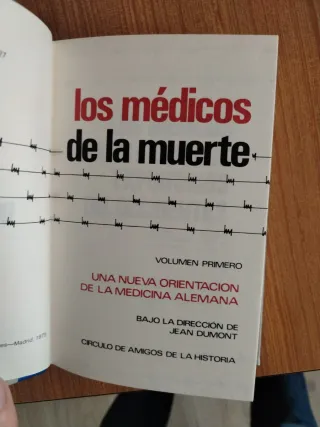 los médicos
de la muerte
VOLUMEN PRIMERO
UNA NUEVA ORIENTACION
DE LA MEDICINA ALEMANA
BAJO LA DIRECCIÓN DE
JEAN DUMONT
CIRCULO DE AMIGOS DE LA HISTORIA